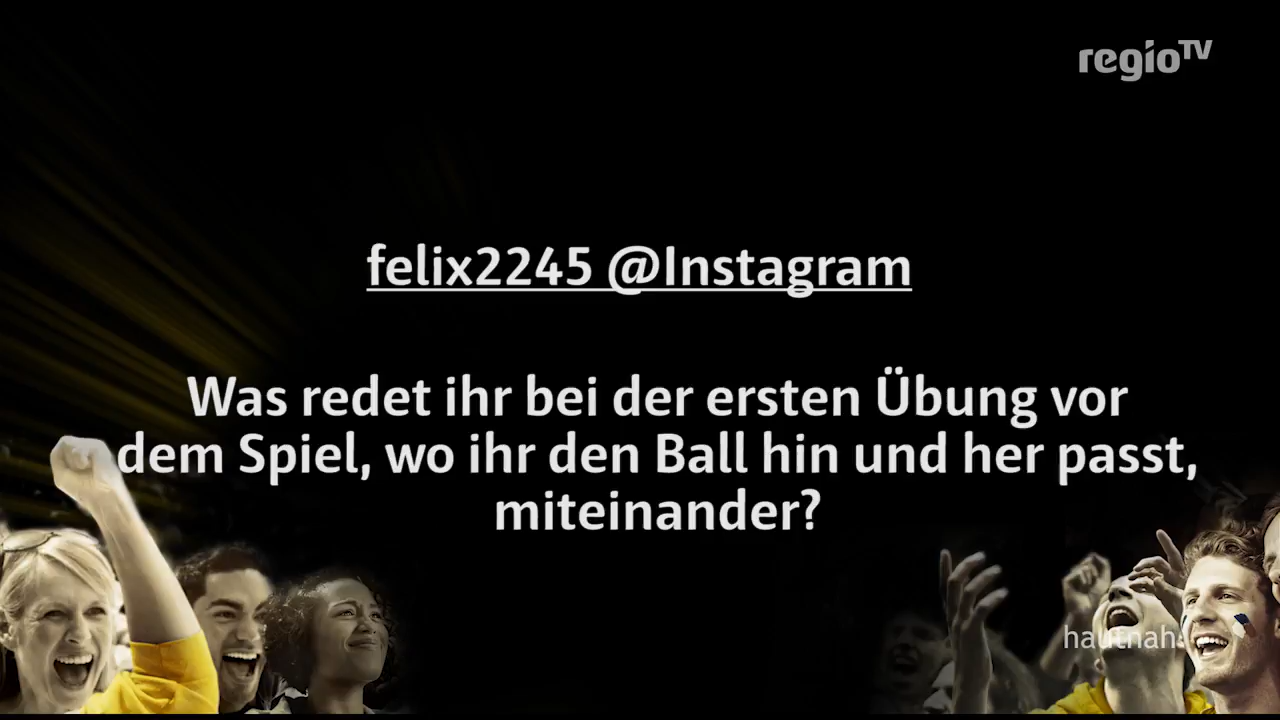 regioTV
felix2245 @Instagram
Was redet ihr bei der ersten Übung vor
dem Spiel, wo ihr den Ball hin und her passt,
miteinander?
hautnah